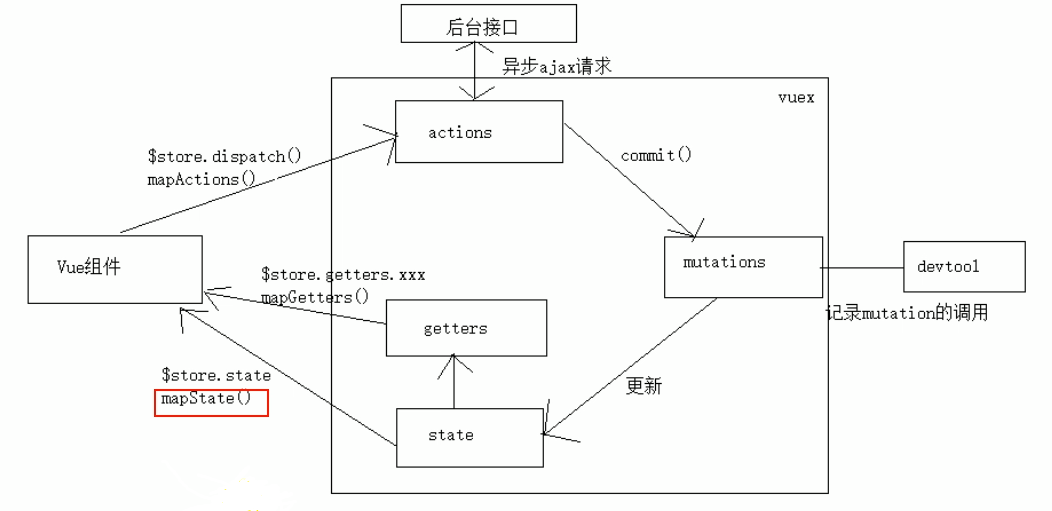 后台接口
异步ajax请求
vuex
actions
$store.dispatch()
mapActions()
commit()
Vue组件
mutations
devtool
$store.getters.xxx
mapGetters()
记录mutation的调用
getters
$store.state
mapState()
更新
state